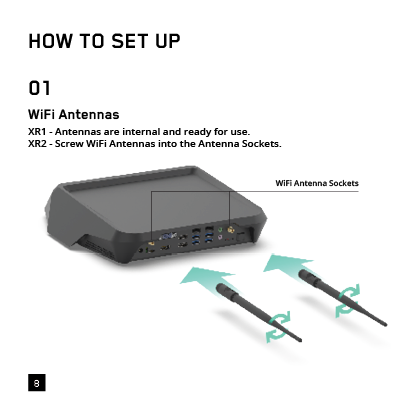 HOW TO SET UP
01
WiFi Antennas
XR1 - Antennas are internal and ready for use.
XR2 - Screw WiFi Antennas into the Antenna Sockets.
WiFi Antenna Sockets
8